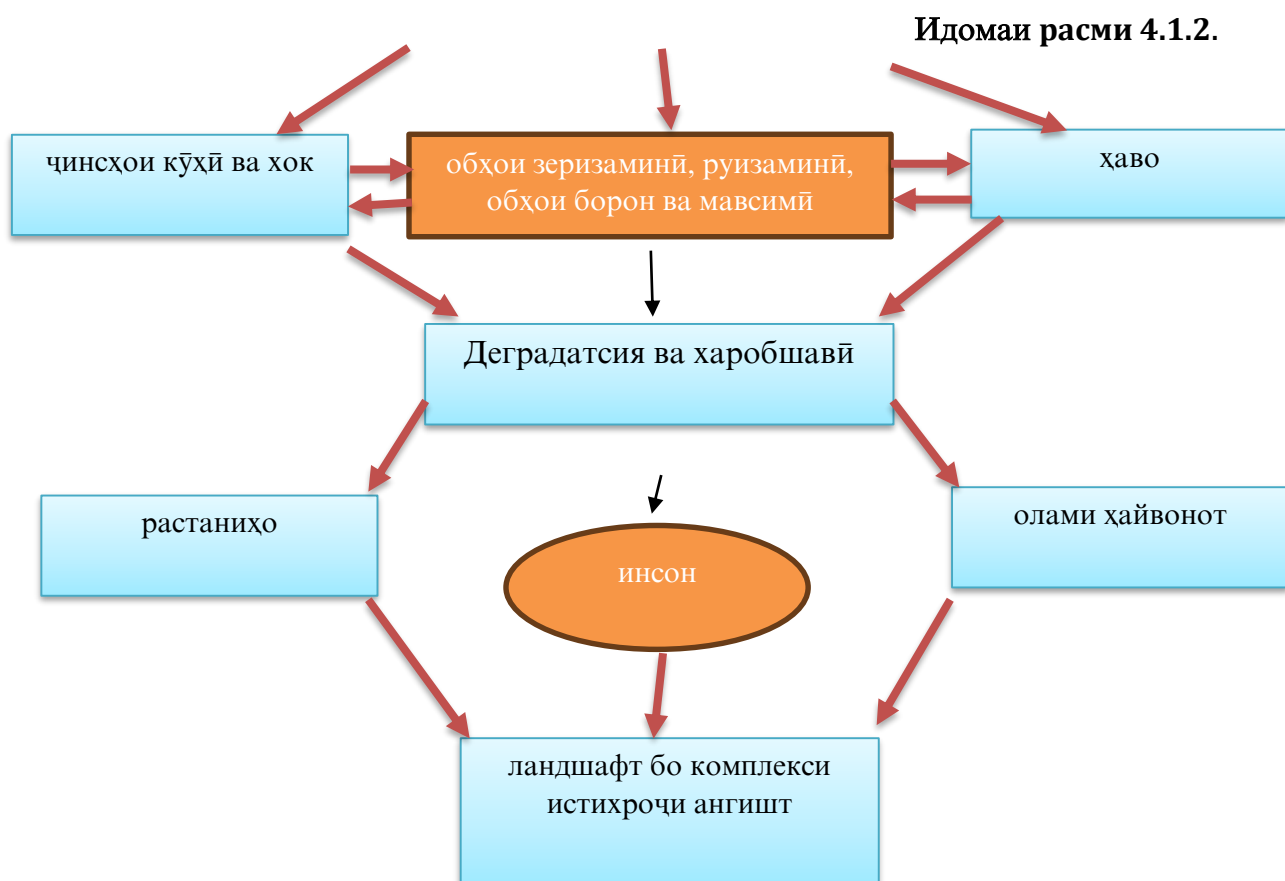 Идомаи расми 4.1.2.
ҷинсҳои кӯҳӣ ва хок
обҳои зеризаминӣ, руизаминӣ,
обҳои борон ва мавсимӣ
ҳаво
Деградатсия ва харобшавӣ
растаниҳо
инсон
олами ҳайвонот
ландшафт бо комплекси
истихроҷи ангишт